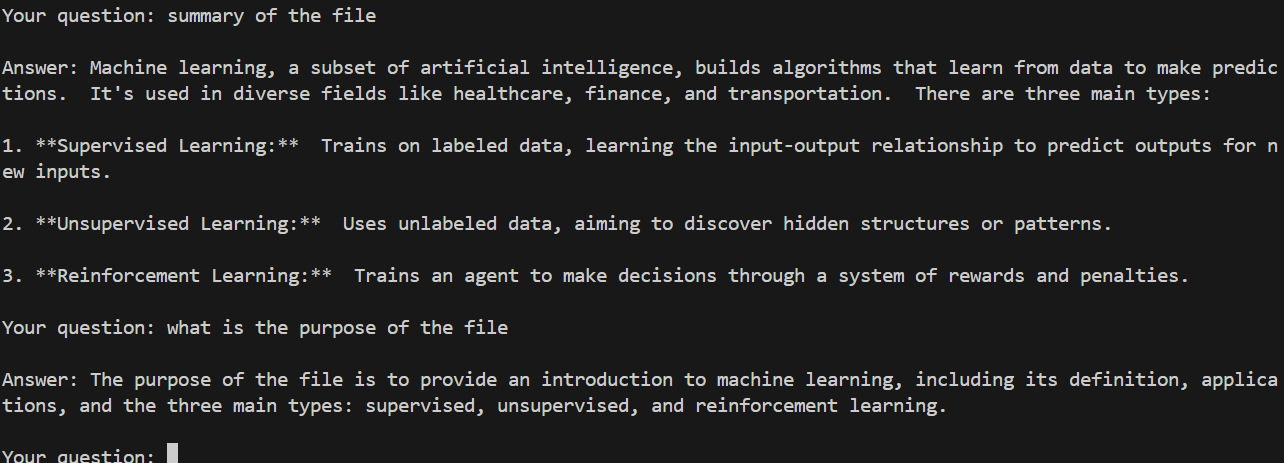 Your question: summary of the file
Answer: Machine learning, a subset of artificial intelligence, builds algorithms that learn from data to make predic
tions.  It's used in diverse fields like healthcare, finance, and transportation.  There are three main types:
1. **Supervised Learning:**  Trains on labeled data, learning the input-output relationship to predict outputs for n
ew inputs.
2. **Unsupervised Learning:**  Uses unlabeled data, aiming to discover hidden structures or patterns.
3. **Reinforcement Learning:**  Trains an agent to make decisions through a system of rewards and penalties.
Your question: what is the purpose of the file
Answer: The purpose of the file is to provide an introduction to machine learning, including its definition, applica
tions, and the three main types: supervised, unsupervised, and reinforcement learning.
Your question: